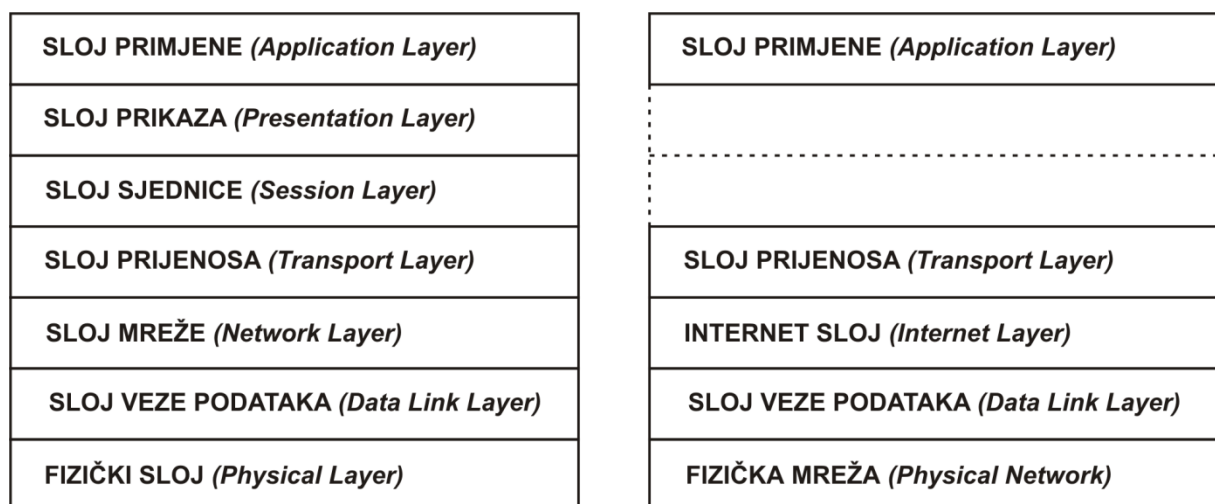 SLOJ PRIMJENE (Application Layer)
SLOJ PRIKAZA (Presentation Layer)
SLOJ SJEDNICE (Session Layer)
SLOJ PRIJENOSA (Transport Layer)
SLOJ MREŽE (Network Layer)
SLOJ VEZE PODATAKA (Data Link Layer)
FIZIČKI SLOJ (Physical Layer)
SLOJ PRIMJENE (Application Layer)
SLOJ PRIJENOSA (Transport Layer)
INTERNET SLOJ (Internet Layer)
SLOJ VEZE PODATAKA (Data Link Layer)
FIZIČKA MREŽA (Physical Network)